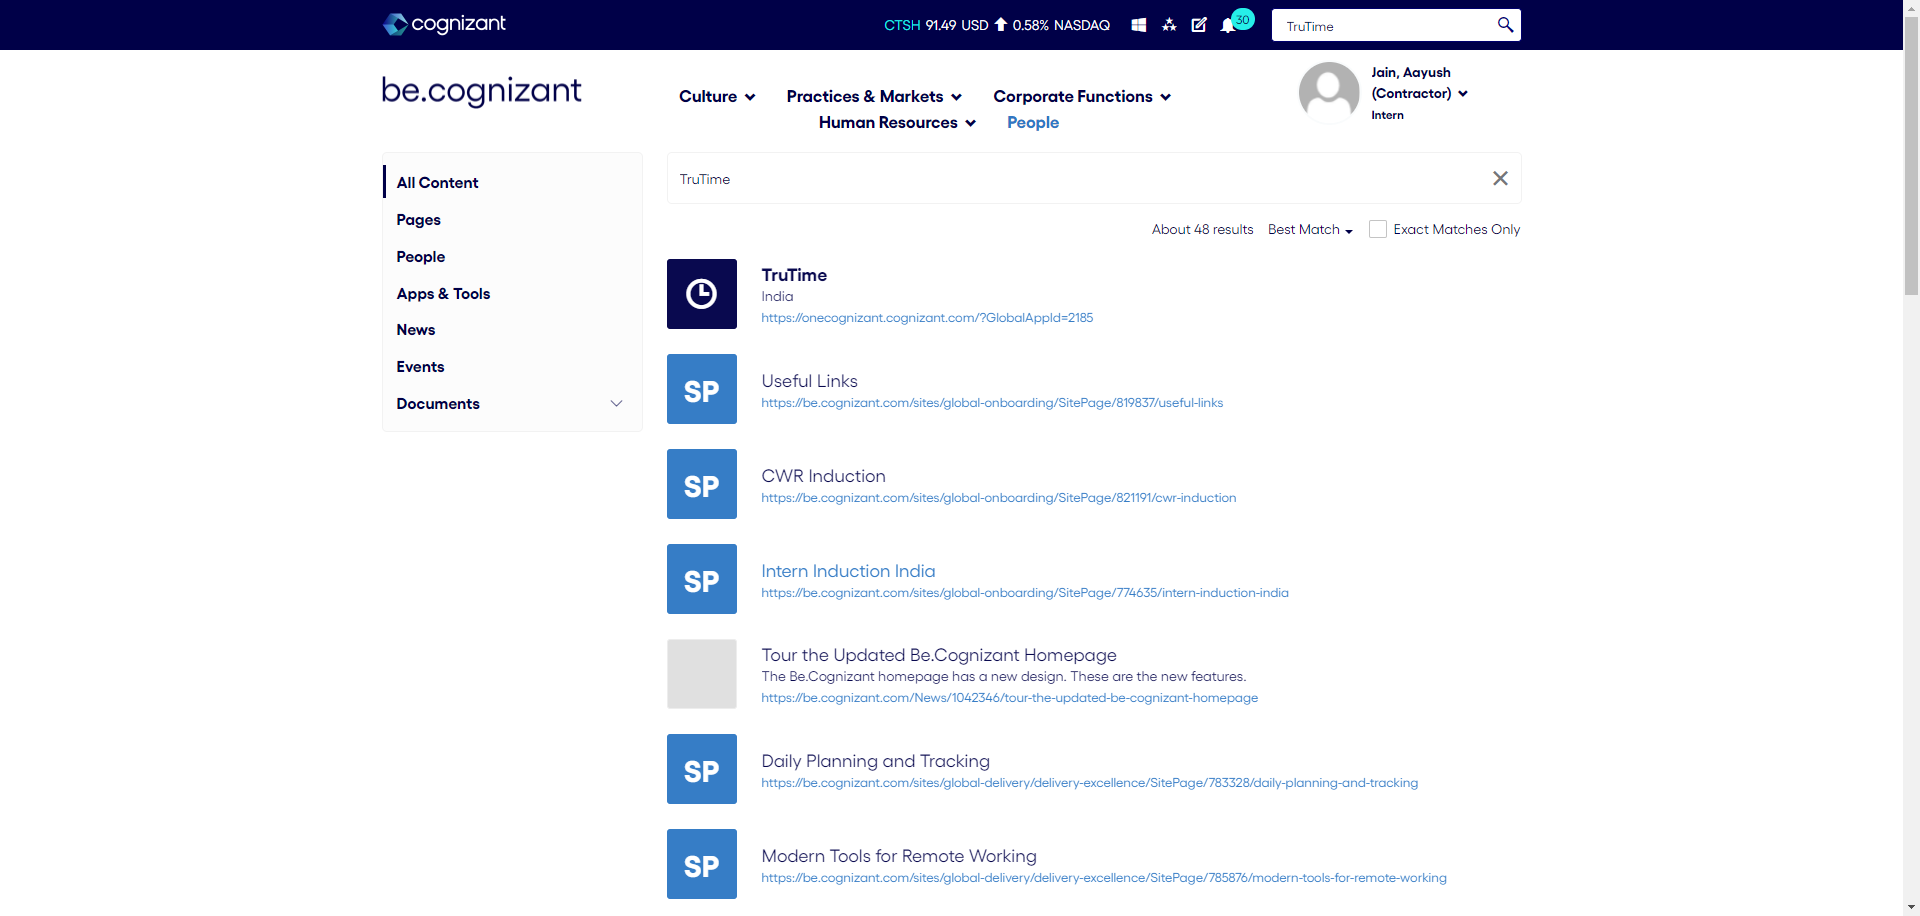 cognizant
CTSH 91.49 USD 0.58% NASDAQ
30
TruTime
be.cognizant
Culture
Practices & Markets
Corporate Functions
Human Resources
People
Jain, Aayush
(Contractor)
Intern
All Content
Pages
People
Apps & Tools
News
Events
Documents
TruTime
About 48 results
Best Match
Exact Matches Only
TruTime
India
https://onecognizant.cognizant.com/?GlobalAppId=2185
SP
Useful Links
https://be.cognizant.com/sites/global-onboarding/SitePage/819837/useful-links
SP
CWR Induction
https://be.cognizant.com/sites/global-onboarding/SitePage/821191/cwr-induction
SP
Intern Induction India
https://be.cognizant.com/sites/global-onboarding/SitePage/774635/intern-induction-india
Tour the Updated Be.Cognizant Homepage
The Be.Cognizant homepage has a new design. These are the new features.
https://be.cognizant.com/News/1042346/tour-the-updated-be-cognizant-homepage
SP
Daily Planning and Tracking
https://be.cognizant.com/sites/global-delivery/delivery-excellence/SitePage/783328/daily-planning-and-tracking
SP
Modern Tools for Remote Working
https://be.cognizant.com/sites/global-delivery/delivery-excellence/SitePage/785876/modern-tools-for-remote-working